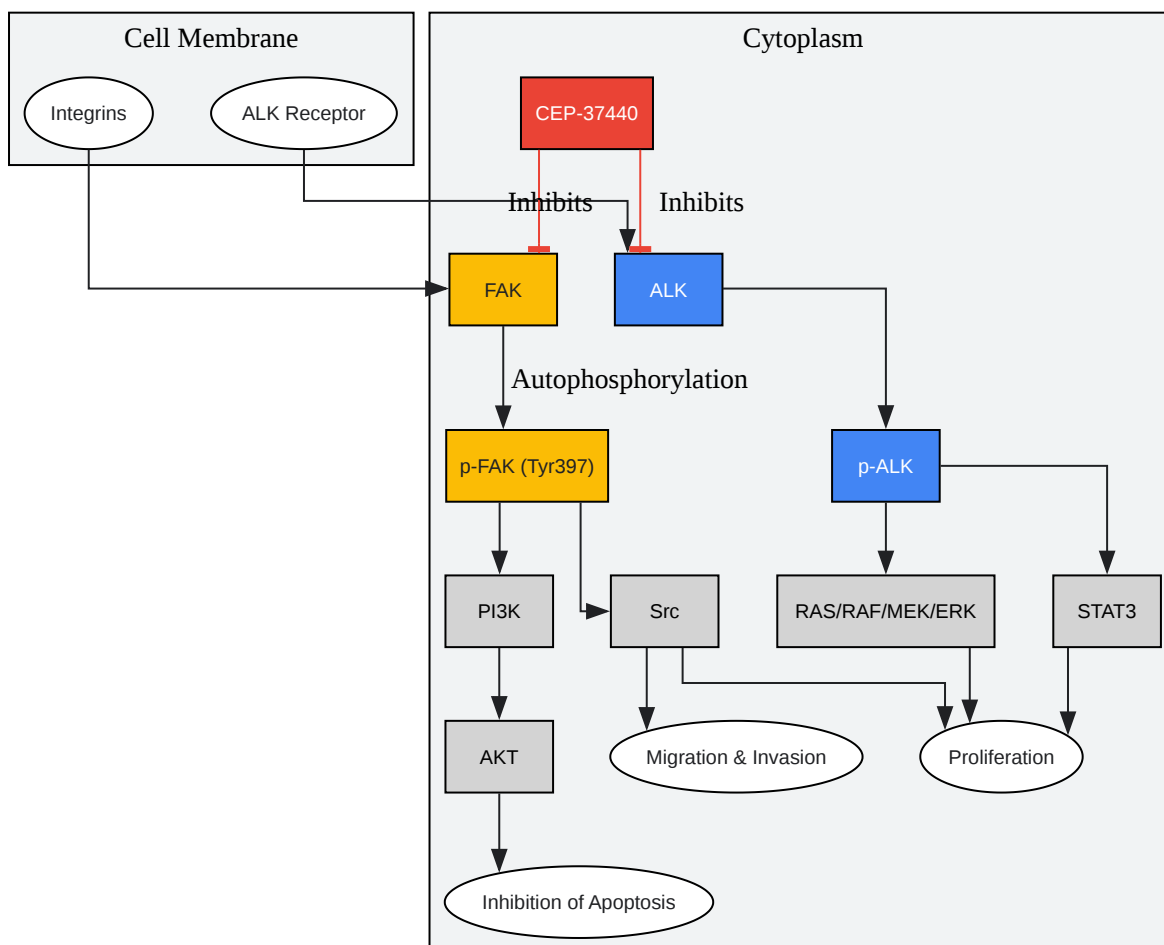 Cell Membrane
Cytoplasm
Integrins
ALK Receptor
CEP-37440
Inhibits
Inhibits
FAK
ALK
Autophosphorylation
p-FAK (Tyr397)
p-ALK
PI3K
Src
RAS/RAF/MEK/ERK
STAT3
AKT
Migration & Invasion
Proliferation
Inhibition of Apoptosis